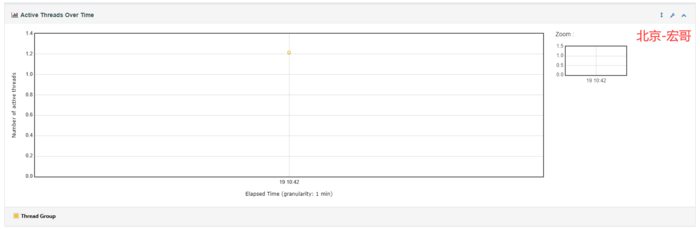 Active Threads Over Time
Zoom :
北京-宏哥
Number of active threads
1.4
1.2
1.0
0.8
0.6
0.4
0.2
0.0
19 10:42
Elapsed Time (granularity: 1 min)
1.5
1.0
0.5
0.0
19 10:42
Thread Group